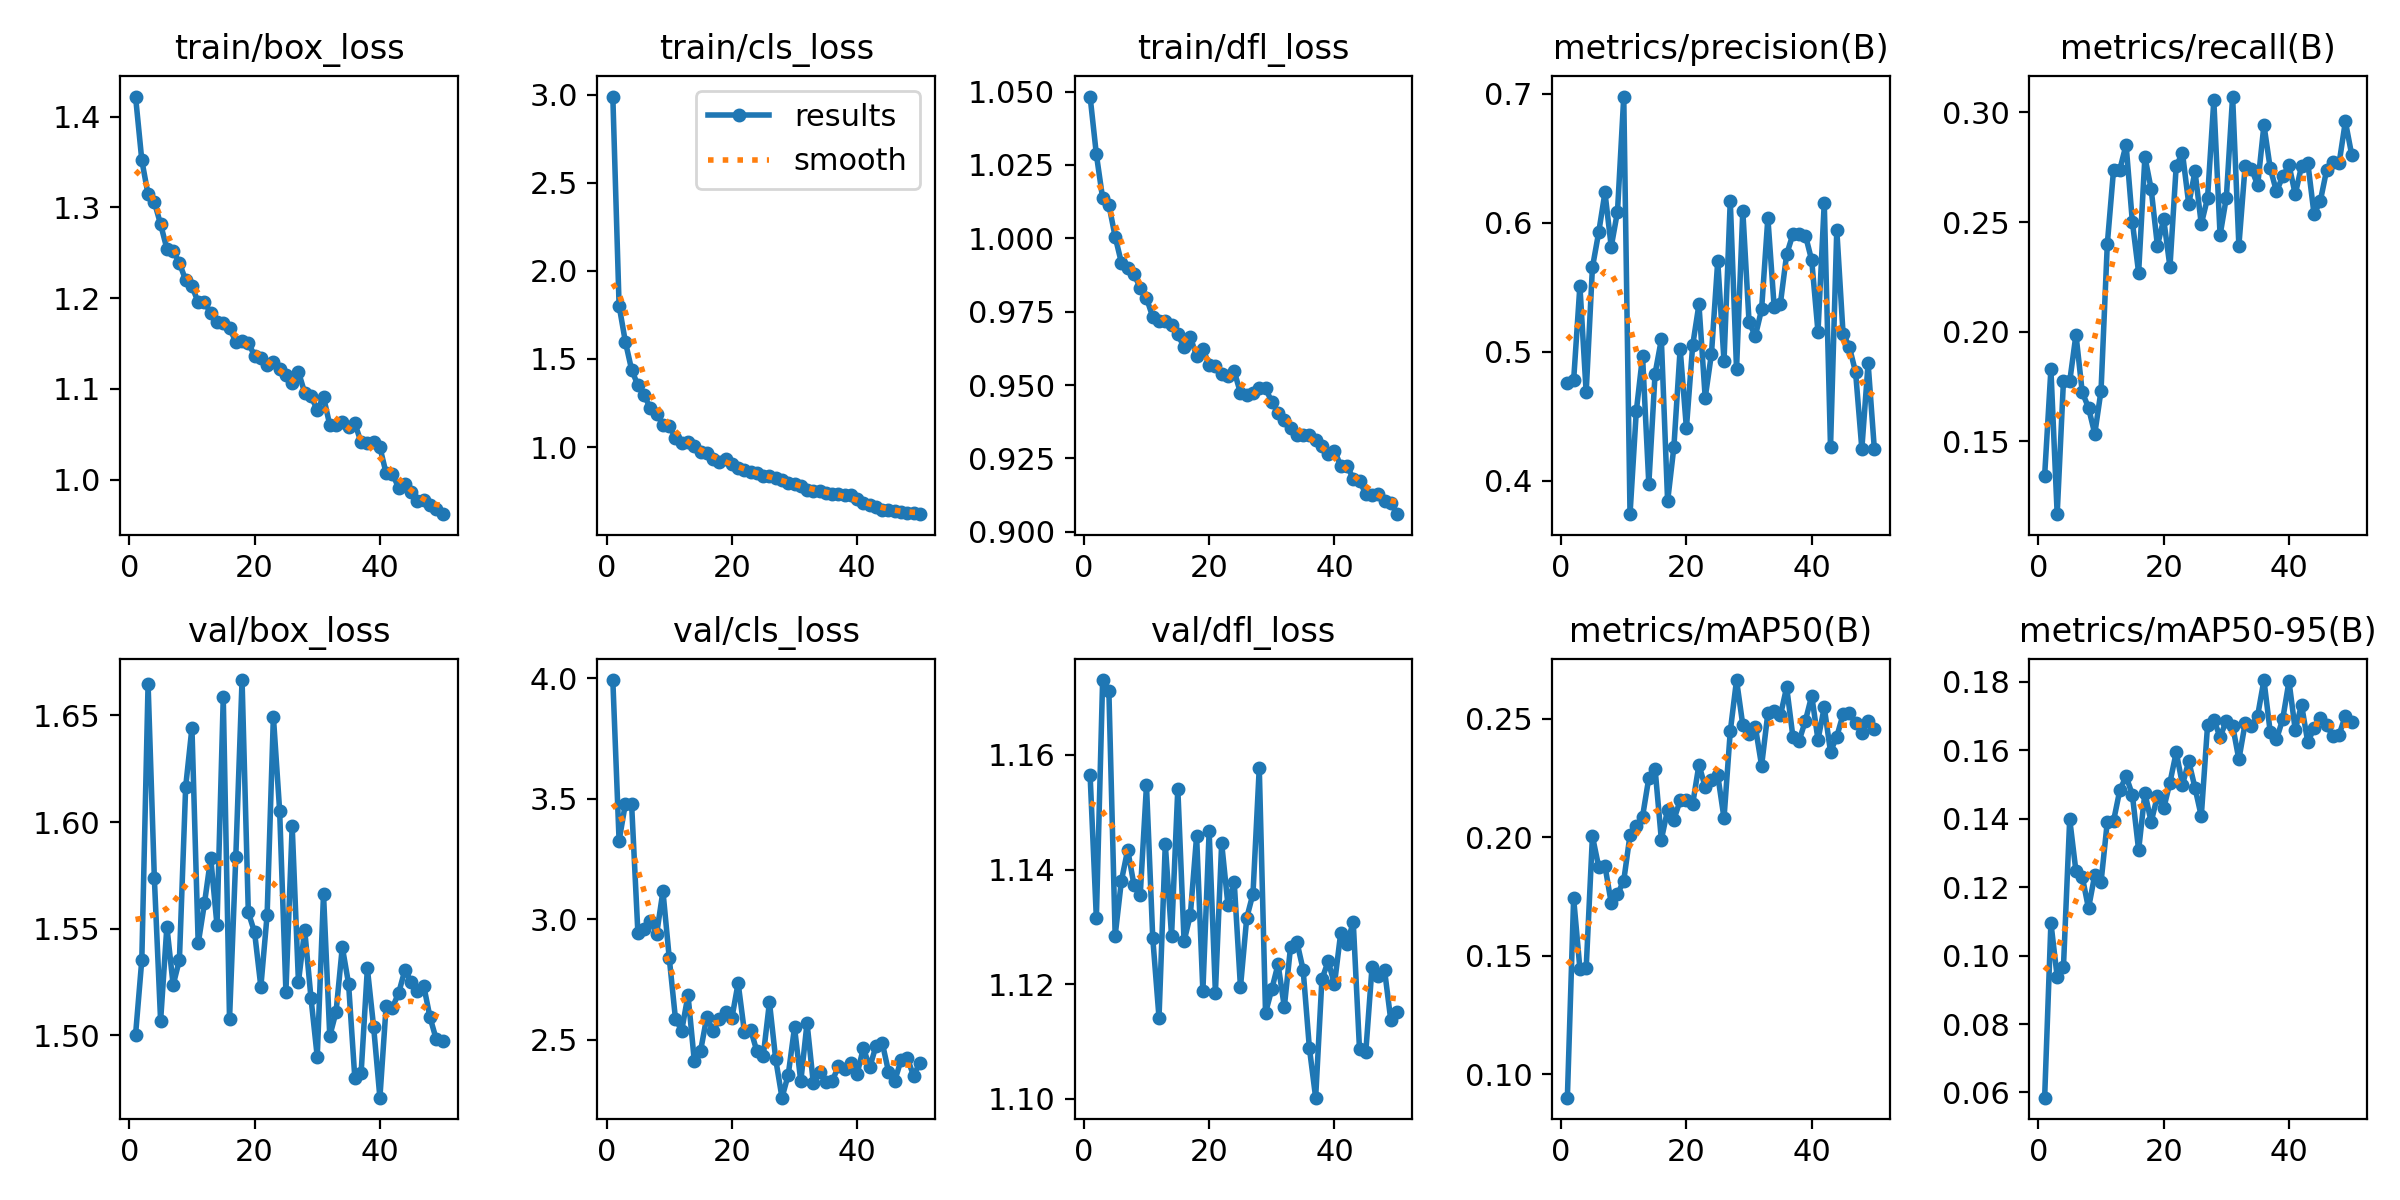 train/box_loss
1.4
1.3
1.2
1.1
1.0
0 20 40
train/cls_loss
results
smooth
3.0
2.5
2.0
1.5
1.0
0 20 40
train/dfl_loss
1.050
1.025
1.000
0.975
0.950
0.925
0.900
0 20 40
metrics/precision(B)
0.7
0.6
0.5
0.4
0 20 40
metrics/recall(B)
0.30
0.25
0.20
0.15
0 20 40
val/box_loss
1.65
1.60
1.55
1.50
0 20 40
val/cls_loss
4.0
3.5
3.0
2.5
0 20 40
val/dfl_loss
1.16
1.14
1.12
1.10
0 20 40
metrics/mAP50(B)
0.25
0.20
0.15
0.10
0 20 40
metrics/mAP50-95(B)
0.18
0.16
0.14
0.12
0.10
0.08
0.06
0 20 40